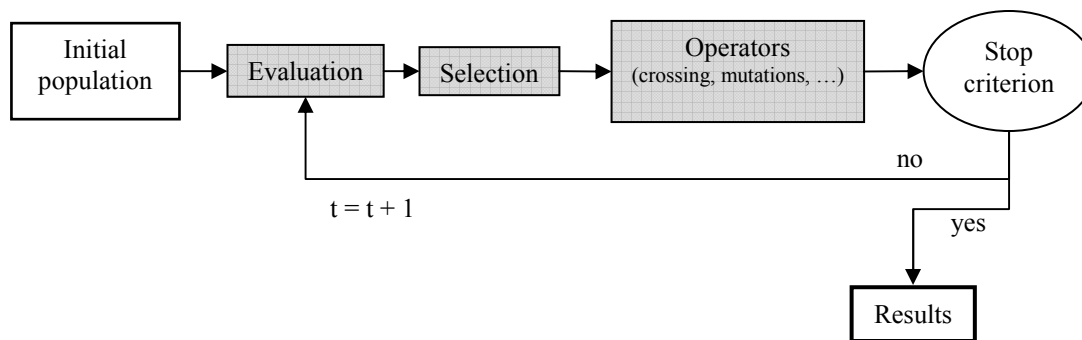 Initial
population
Evaluation
Selection
Operators
(crossing, mutations, …)
Stop
criterion
no
t = t + 1
yes
Results